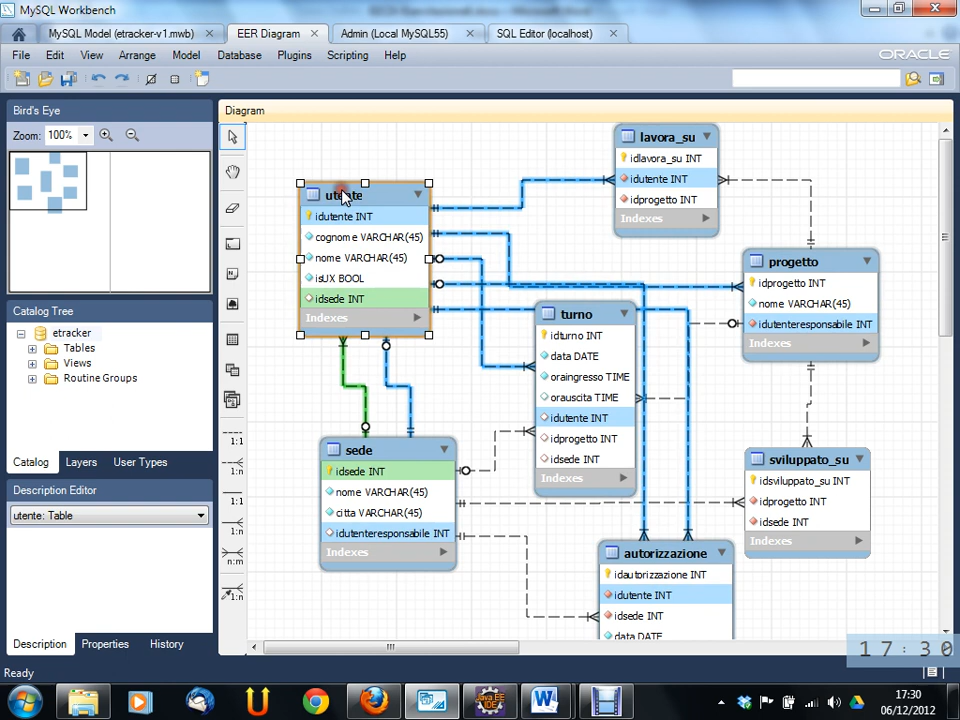 MySQL Workbench
MySQL Model (etracker-v1.mwb)
EER Diagram
Admin (Local MySQL55)
SQL Editor (localhost)
File Edit View Arrange Model Database Plugins Scripting Help
ORACLE
Bird's Eye
Zoom: 100%
Catalog Tree
etracker
Tables
Views
Routine Groups
Catalog Layers User Types
Description Editor
utente: Table
Description Properties History
Ready
Diagram
1:1
1:n
1:1
1:n
n:m
1:n
utente
idutente INT
cognome VARCHAR(45)
nome VARCHAR(45)
isUX BOOL
idsede INT
Indexes
lavora_su
idlavora_su INT
idutente INT
idprogetto INT
Indexes
progetto
idprogetto INT
nome VARCHAR(45)
idutenteresponsabile INT
Indexes
turno
idturno INT
data DATE
oraingresso TIME
orauscita TIME
idutente INT
idprogetto INT
idsede INT
Indexes
sede
idsede INT
nome VARCHAR(45)
citta VARCHAR(45)
idutenteresponsabile INT
Indexes
sviluppato_su
idsviluppato_su INT
idprogetto INT
idsede INT
Indexes
autorizzazione
idautorizzazione INT
idutente INT
idsede INT
data DATE
17:30
Java EE
IDE
17:30
06/12/2012